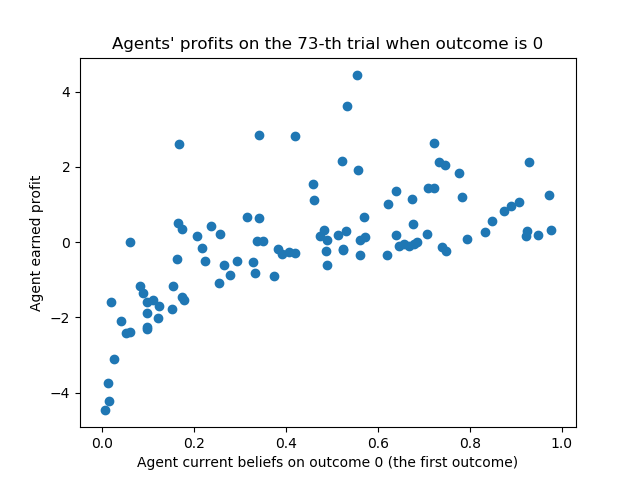 Agents' profits on the 73-th trial when outcome is 0
Agent earned profit
4
2
0
−2
−4
0.0 0.2 0.4 0.6 0.8 1.0
Agent current beliefs on outcome 0 (the first outcome)